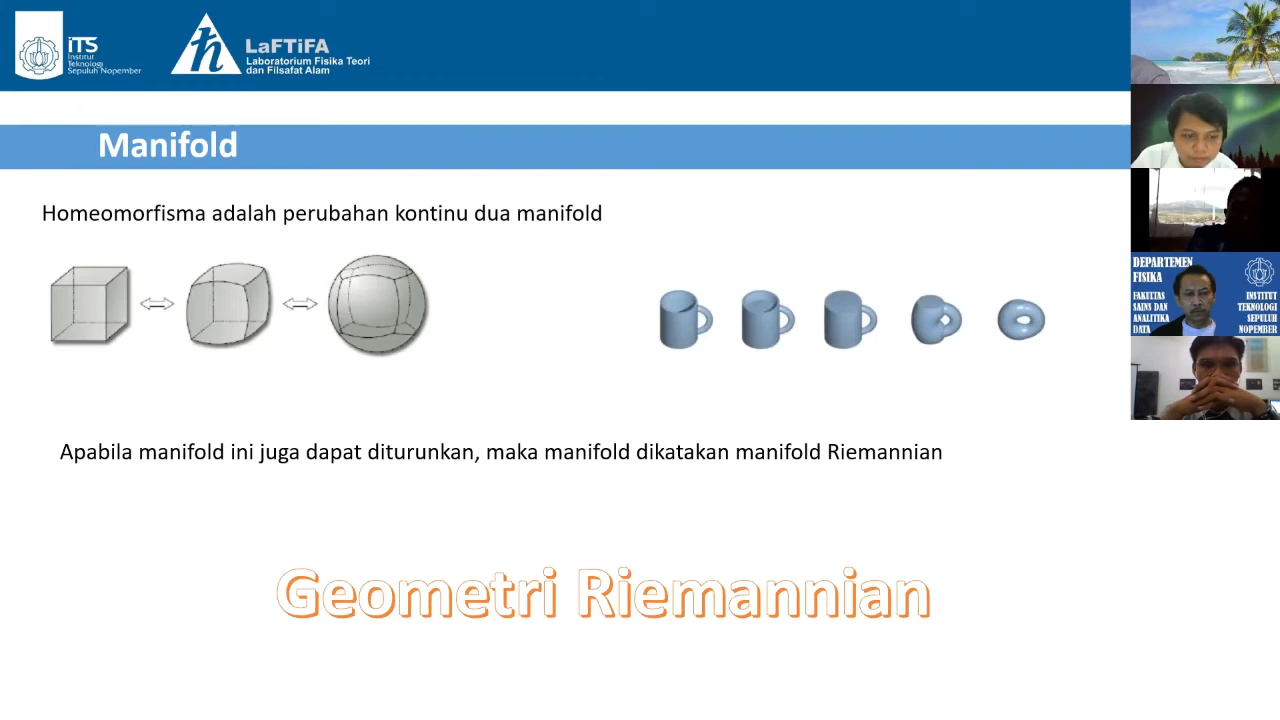 iTS
Institut
Teknologi
Sepuluh Nopember
ħ
LaFTiFA
Laboratorium Fisika Teori
dan Filsafat Alam
Manifold
Homeomorfisma adalah perubahan kontinu dua manifold
Apabila manifold ini juga dapat diturunkan, maka manifold dikatakan manifold Riemannian
Geometri Riemannian
DEPARTEMEN
FISIKA
FAKULTAS
SAINS DAN
ANALITIKA
DATA
INSTITUT
TEKNOLOGI
SEPULUH
NOPEMBER